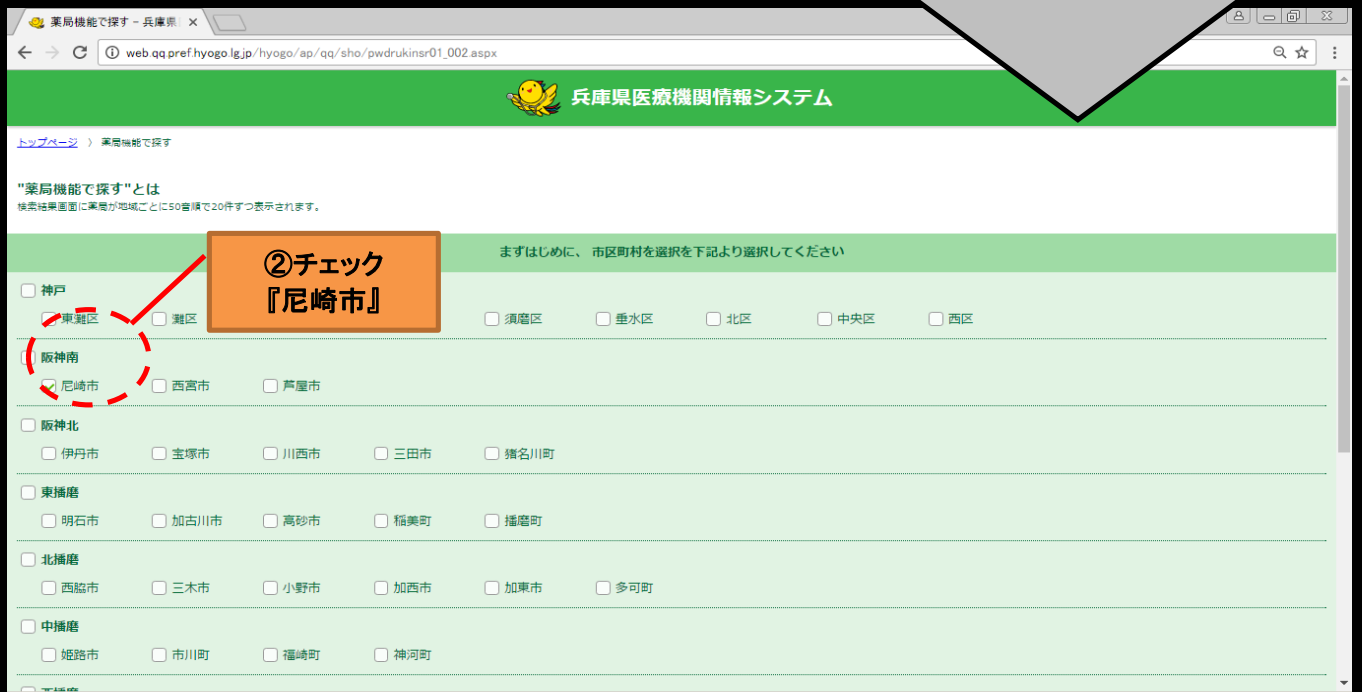 薬局機能で探す - 兵庫県
web.qq.pref.hyogo.lg.jp/hyogo/ap/qq/sho/pwdrukinsr01_002.aspx
兵庫県医療機関情報システム
トップページ 〉 薬局機能で探す
"薬局機能で探す"とは
検索結果画面に薬局が地域ごとに50音順で20件ずつ表示されます。
まずはじめに、 市区町村を選択を下記より選択してください
②チェック
『尼崎市』
神戸
東灘区 灘区 須磨区 垂水区 北区 中央区 西区
阪神南
尼崎市 西宮市 芦屋市
阪神北
伊丹市 宝塚市 川西市 三田市 猪名川町
東播磨
明石市 加古川市 高砂市 稲美町 播磨町
北播磨
西脇市 三木市 小野市 加西市 加東市 多可町
中播磨
姫路市 市川町 福崎町 神河町